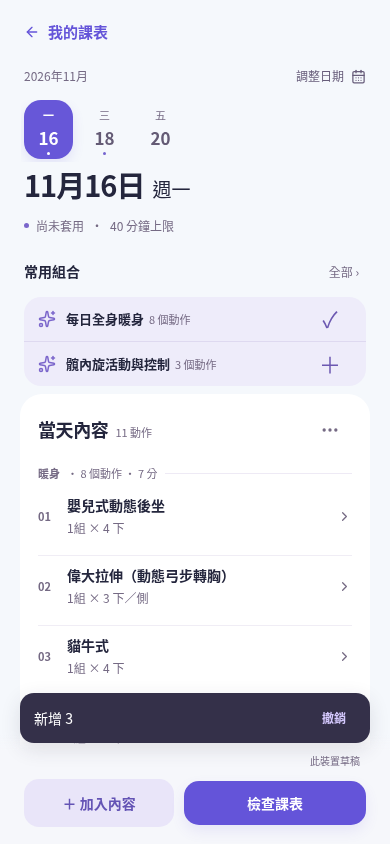 我的課表
2026年11月
調整日期
一 三 五
16 18 20
11月16日 週一
尚未套用 · 40 分鐘上限
常用組合
全部 ›
每日全身暖身 8 個動作
髖內旋活動與控制 3 個動作
當天內容 11 動作
暖身 · 8 個動作 · 7 分
01 嬰兒式動態後坐
1組 × 4 下
02 偉大拉伸（動態弓步轉胸）
1組 × 3 下／側
03 貓牛式
1組 × 4 下
新增 3
撤銷
此裝置草稿
＋ 加入內容
檢查課表